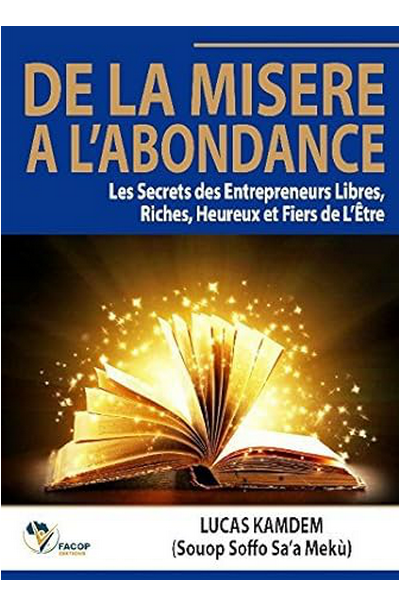 DE LA MISERE
A L'ABONDANCE
Les Secrets des Entrepreneurs Libres,
Riches, Heureux et Fiers de L'Être
LUCAS KAMDEM
(Souop Soffo Sa'a Mekù)
FACOP
EDITIONS